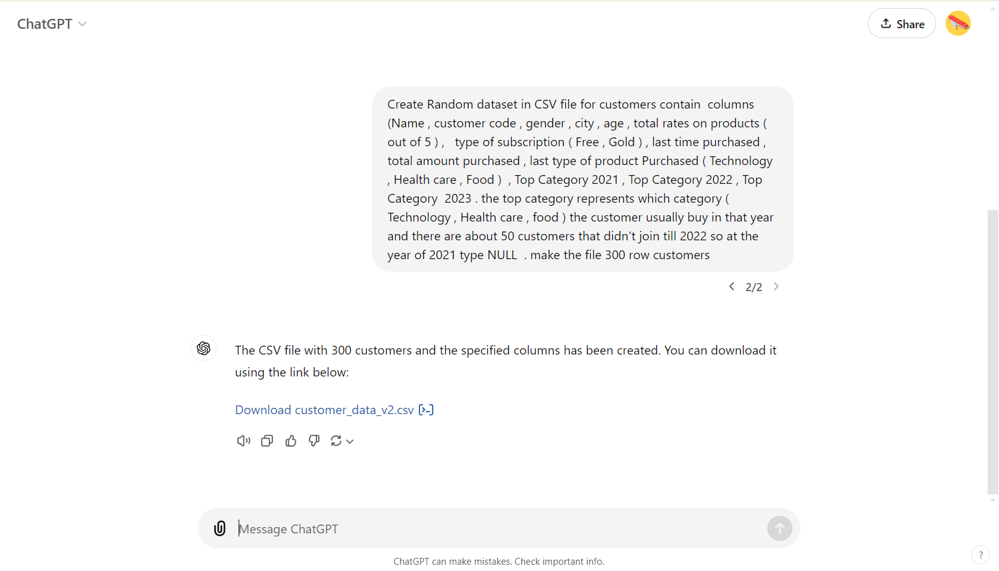 ChatGPT
Share
Create Random dataset in CSV file for customers contain  columns
(Name , customer code , gender , city , age , total rates on products (
out of 5 ) ,   type of subscription ( Free , Gold ) , last time purchased ,
total amount purchased , last type of product Purchased ( Technology
, Health care , Food )  , Top Category 2021 , Top Category 2022 , Top
Category  2023 . the top category represents which category (
Technology , Health care , food ) the customer usually buy in that year
and there are about 50 customers that didn't join till 2022 so at the
year of 2021 type NULL  . make the file 300 row customers
2/2
The CSV file with 300 customers and the specified columns has been created. You can download it
using the link below:
Download customer_data_v2.csv [>-]
Message ChatGPT
ChatGPT can make mistakes. Check important info.
?